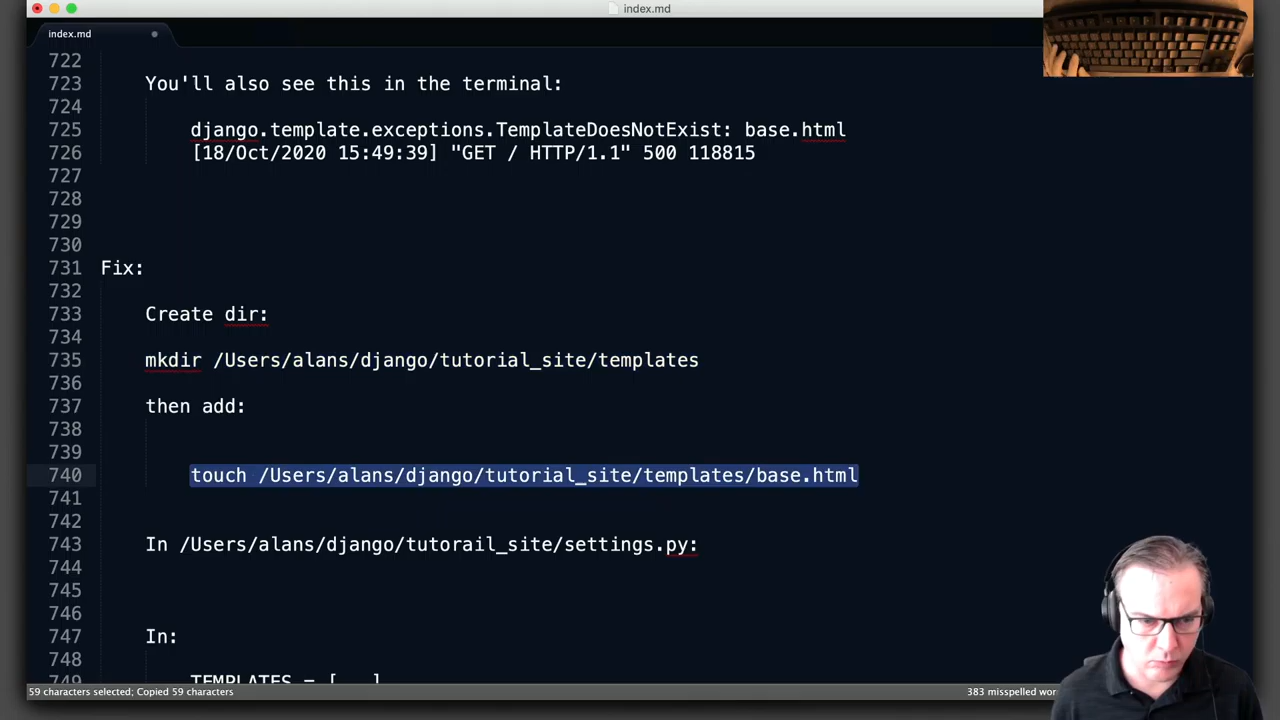 index.md
index.md
722
723 You'll also see this in the terminal:
724
725 django.template.exceptions.TemplateDoesNotExist: base.html
726 [18/Oct/2020 15:49:39] "GET / HTTP/1.1" 500 118815
727
728
729
730
731 Fix:
732
733 Create dir:
734
735 mkdir /Users/alans/django/tutorial_site/templates
736
737 then add:
738
739
740 touch /Users/alans/django/tutorial_site/templates/base.html
741
742
743 In /Users/alans/django/tutorail_site/settings.py:
744
745
746
747 In:
748
749 TEMPLATES = [...]
59 characters selected; Copied 59 characters
383 misspelled wor